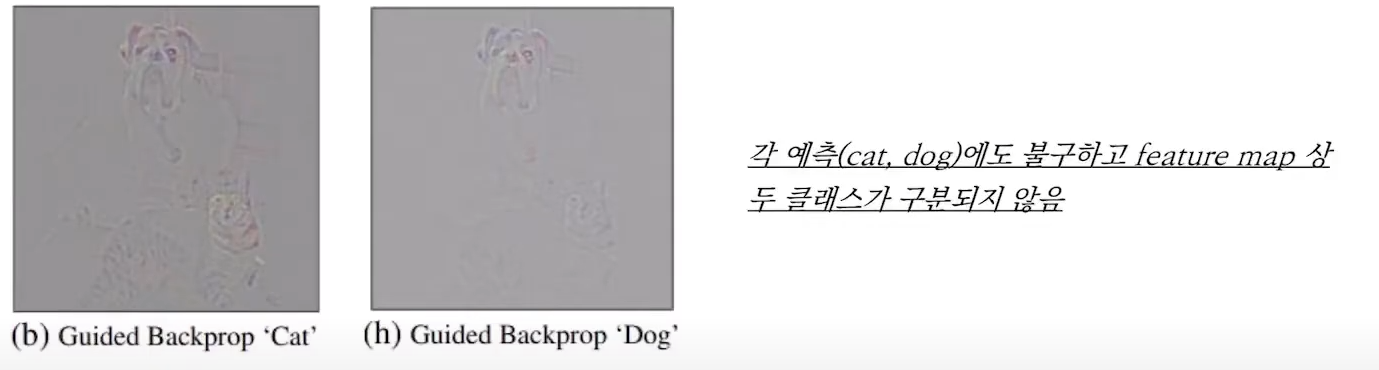 각 예측(cat, dog)에도 불구하고 feature map 상
두 클래스가 구분되지 않음
(b) Guided Backprop ‘Cat’
(h) Guided Backprop ‘Dog’